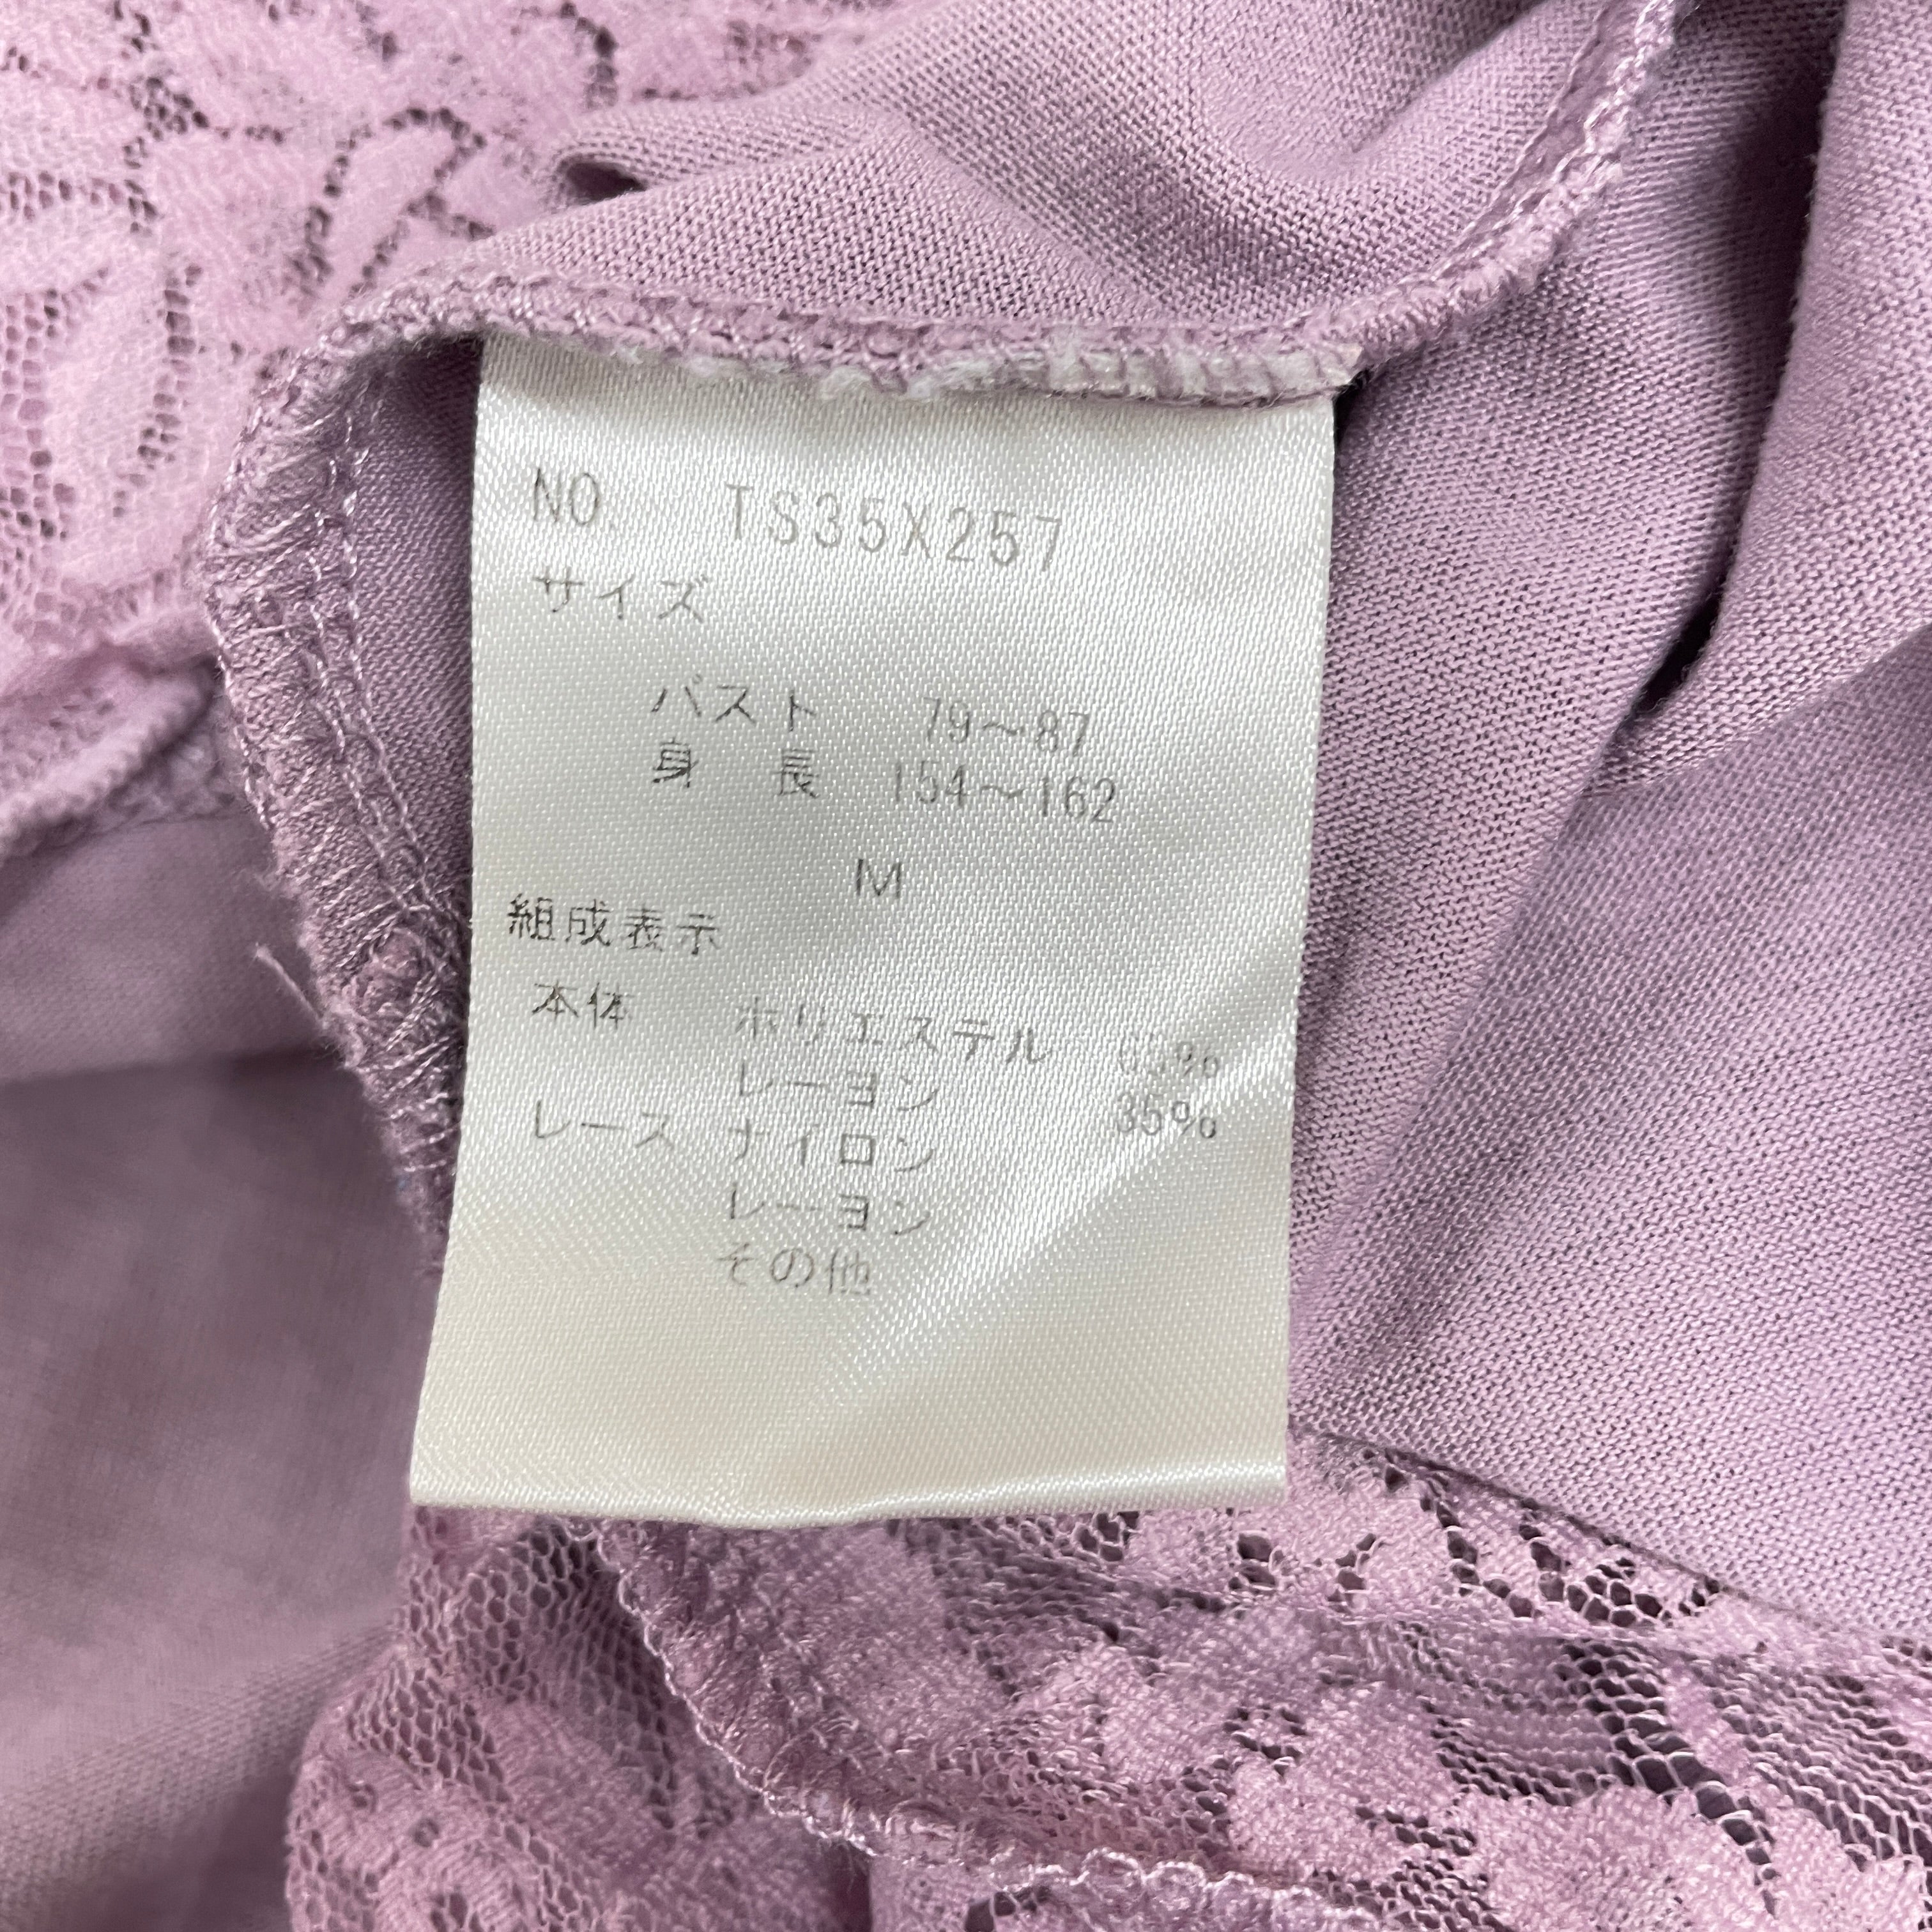 NO. TS35X257
サイズ
バスト 79～87
身 長 154～162
M
組成表示
本体 ポリエステル 65%
レーヨン 35%
レース ナイロン
レーヨン
その他